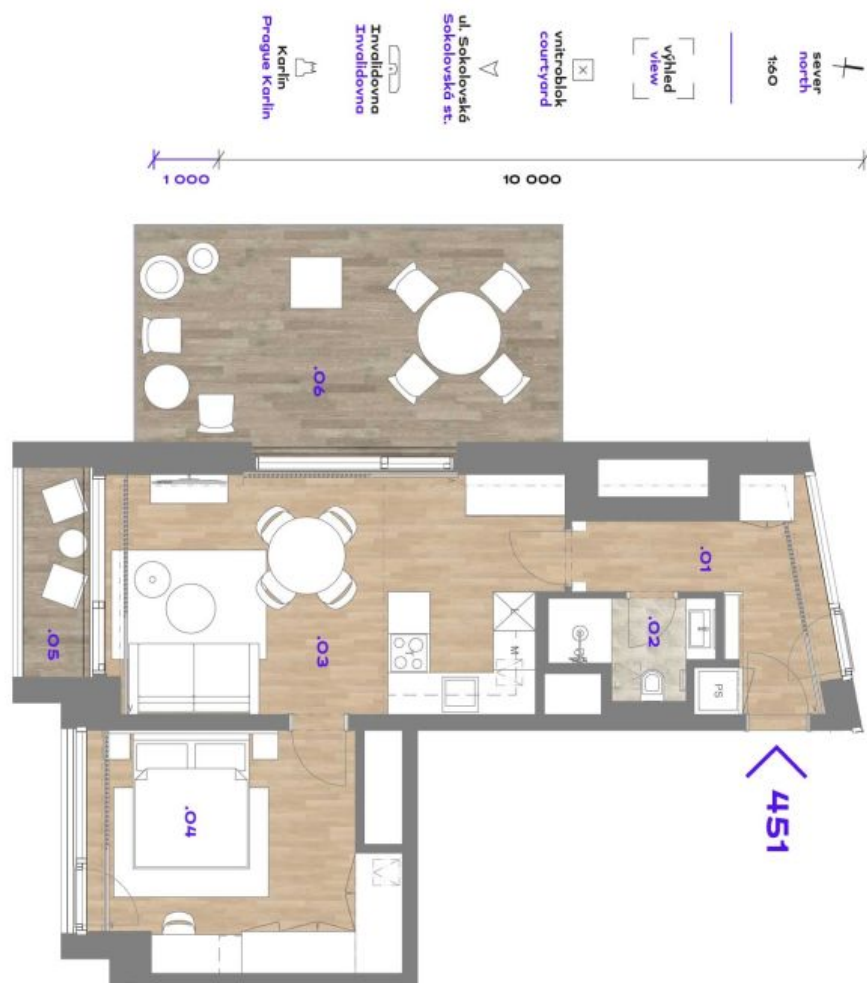 sever
north
1:60
výhled
view
vnitroblok
courtyard
ul. Sokolovská
Sokolovská st.
Invalidovna
Invalidovna
Karlín
Prague Karlín
1 000
10 000
.06
.01
.02
.03
.05
.04
M
PS
451